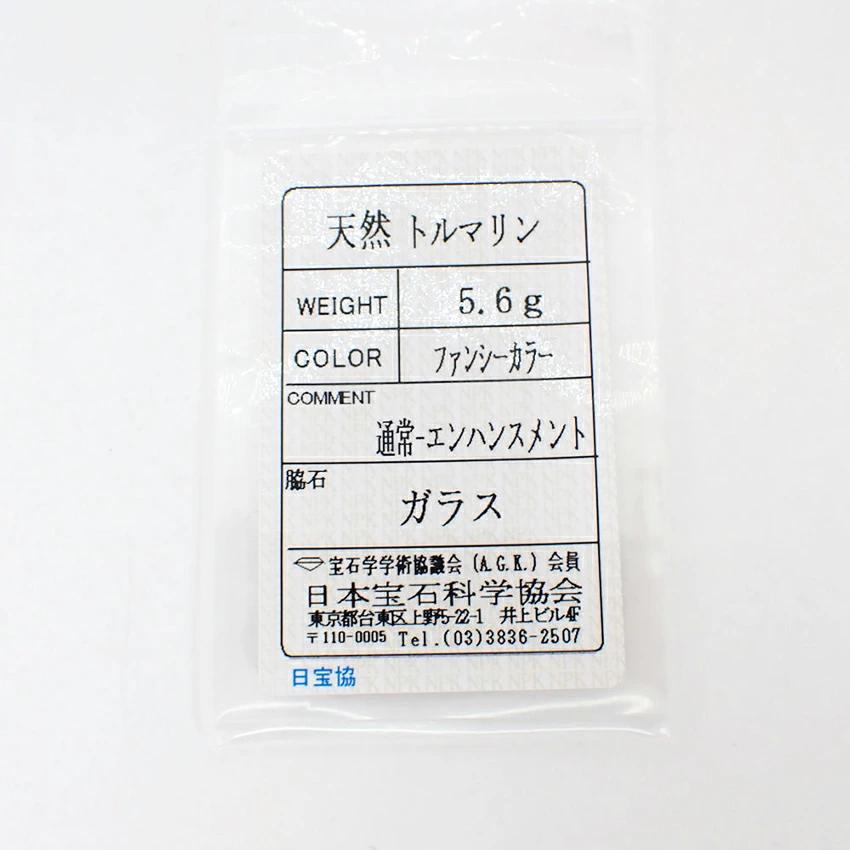 天然 トルマリン
WEIGHT 5.6g
COLOR ファンシーカラー
COMMENT
通常-エンハンスメント
脇石
ガラス
宝石学学術協議会 (A.G.K.) 会員
日本宝石科学協会
東京都台東区上野5-22-1 井上ビル4F
〒110-0005 Tel.(03)3836-2507
日宝協